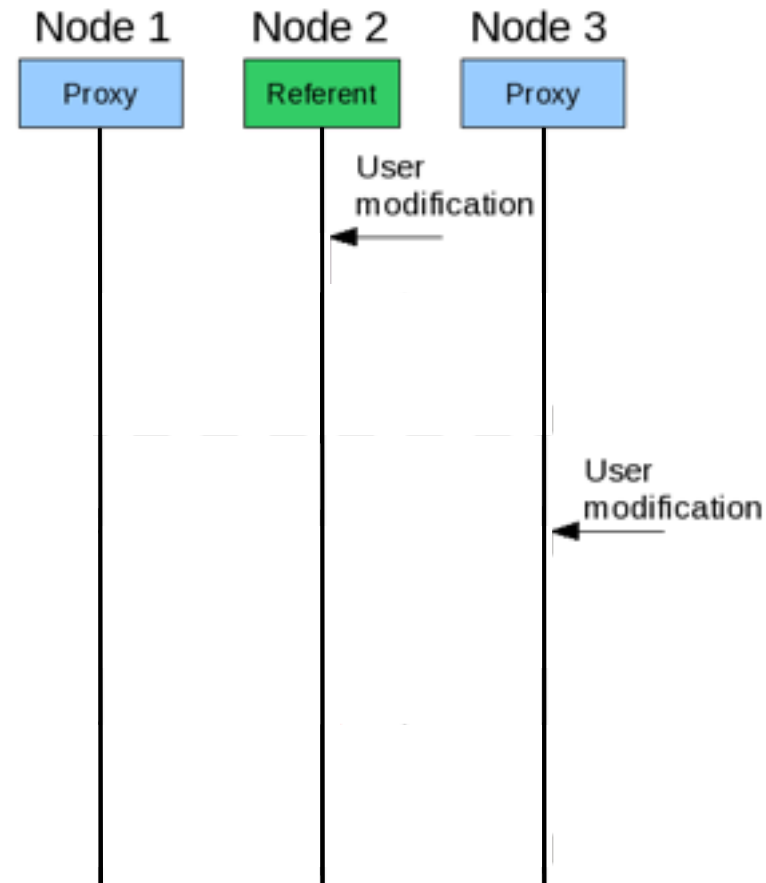 Node 1
Node 2
Node 3
Proxy
Referent
Proxy
User
modification
User
modification